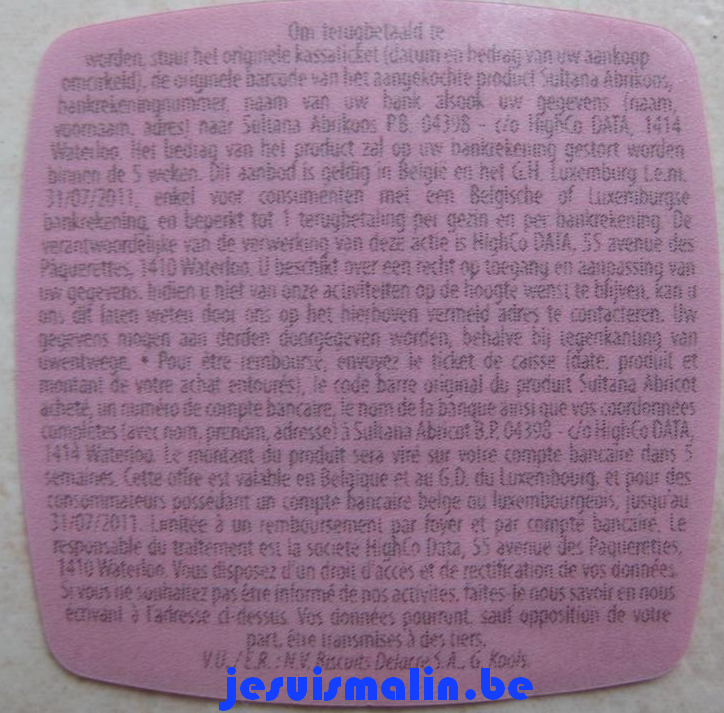 Om terugbetaald te
worden, stuur het originele kassaticket (datum en bedrag van uw aankoop
omcirkeld), de originele barcode van het aangekochte product Sultana Abrikoos,
bankrekeningnummer, naam van uw bank alsook uw gegevens (naam,
voornaam, adres) naar Sultana Abrikoos P.B. 04398 - c/o HighCo DATA, 1414
Waterloo. Het bedrag van het product zal op uw bankrekening gestort worden
binnen de 5 weken. Dit aanbod is geldig in België en het G.H. Luxemburg t.e.m.
31/07/2011, enkel voor consumenten met een Belgische of Luxemburgse
bankrekening, en beperkt tot 1 terugbetaling per gezin en per bankrekening. De
verantwoordelijke van de verwerking van deze actie is HighCo DATA, 55 avenue des
Pâquerettes, 1410 Waterloo. U beschikt over een recht op toegang en aanpassing van
uw gegevens. Indien u niet van onze activiteiten op de hoogte wenst te blijven, kan u
ons dit laten weten door ons op het hierboven vermeld adres te contacteren. Uw
gegevens mogen aan derden doorgegeven worden, behalve bij tegenkanting van
uwentwege. • Pour être remboursé, envoyez le ticket de caisse (date, produit et
montant de votre achat entourés), le code barre original du produit Sultana Abricot
acheté, un numéro de compte bancaire, le nom de la banque ainsi que vos coordonnées
complètes (avec nom, prénom, adresse) à Sultana Abricot B.P. 04398 - c/o HighCo DATA,
1414 Waterloo. Le montant du produit sera viré sur votre compte bancaire dans 5
semaines. Cette offre est valable en Belgique et au G.D. du Luxembourg, et pour des
consommateurs possédant un compte bancaire belge ou luxembourgeois, jusqu'au
31/07/2011. Limitée à un remboursement par foyer et par compte bancaire. Le
responsable du traitement est la société HighCo Data, 55 avenue des Paquerettes,
1410 Waterloo. Vous disposez d'un droit d'accès et de rectification de vos données.
Si vous ne souhaitez pas être informé de nos activités, faites-le nous savoir en nous
écrivant à l'adresse ci-dessus. Vos données pourront, sauf opposition de votre
part, être transmises à des tiers.
V.U. / E.R. : N.V. Biscuits Delacre S.A., G. Kools.
jesuismalin.be